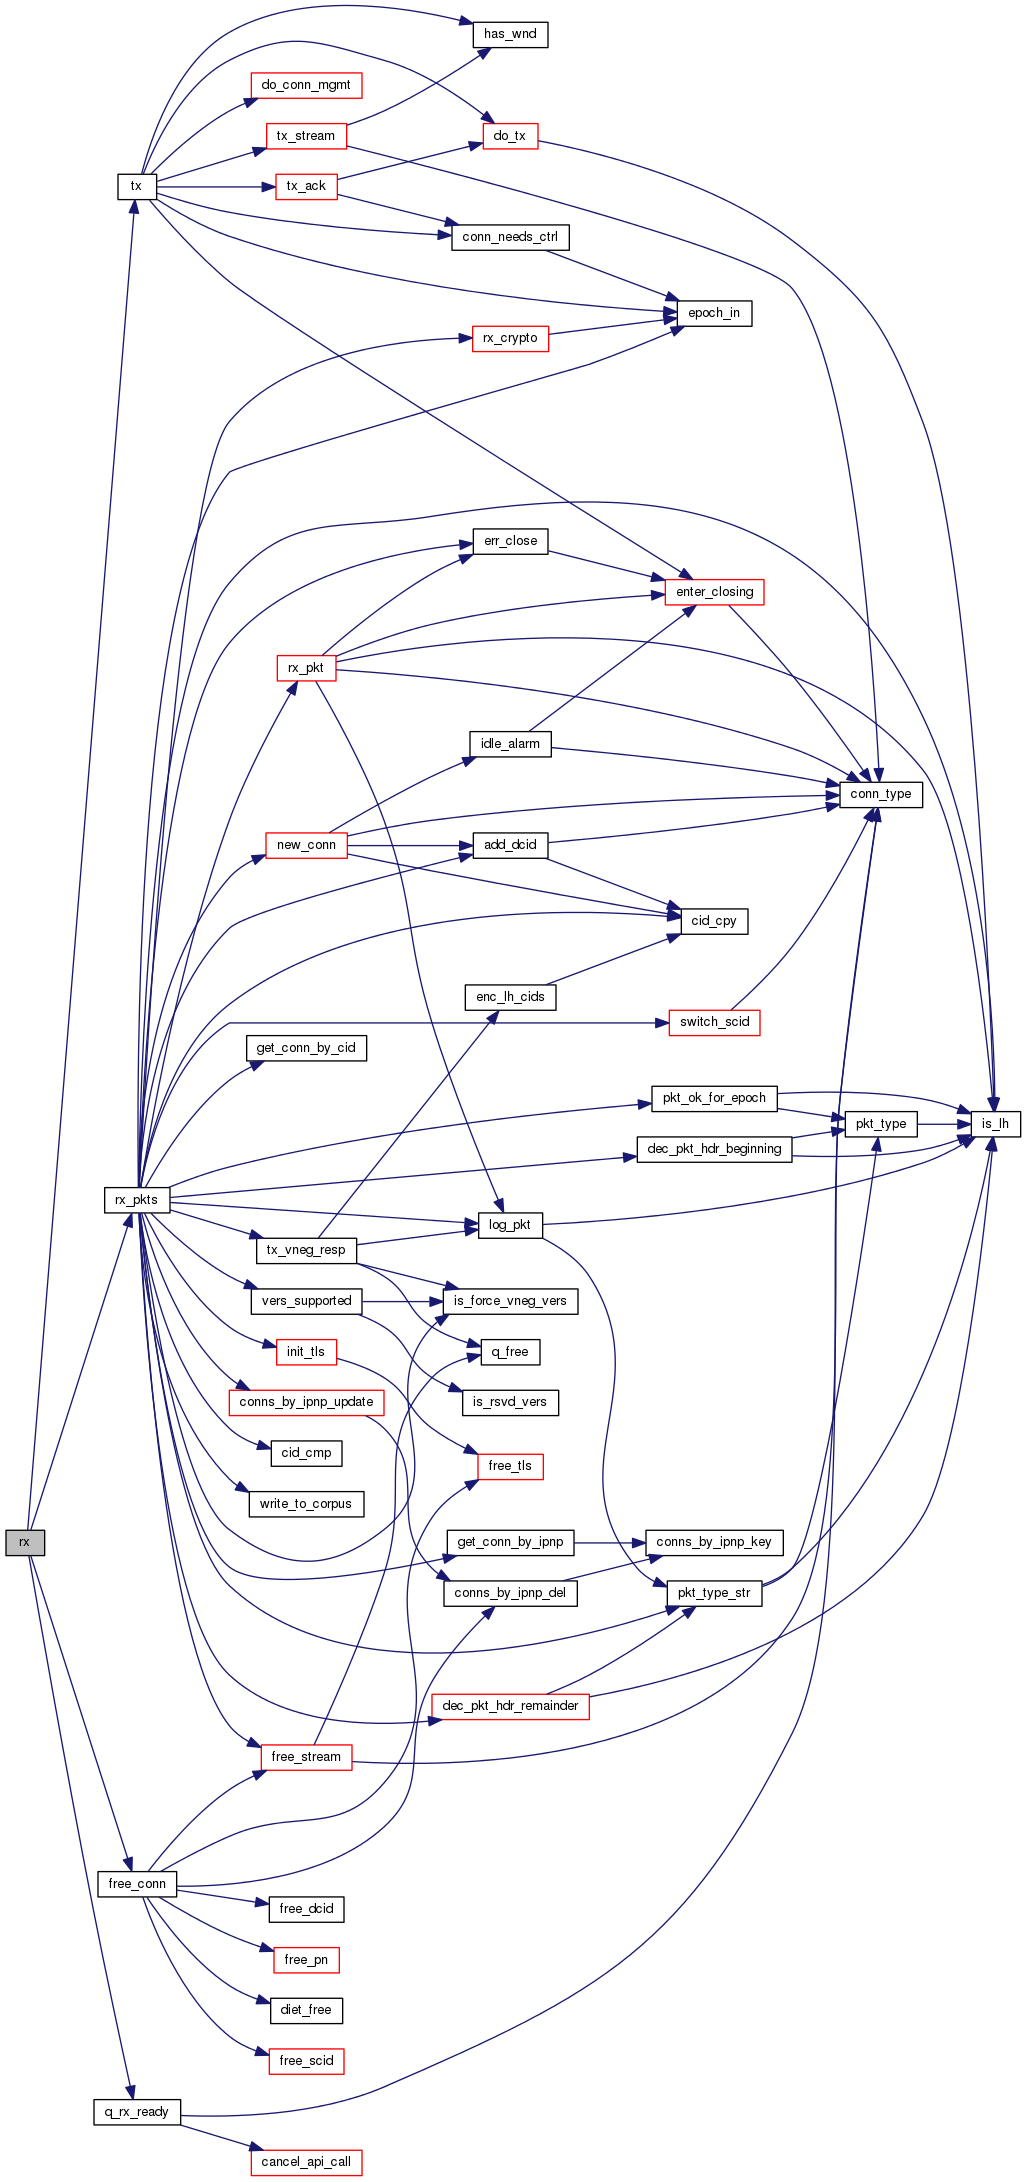 has_wnd
do_conn_mgmt
tx_stream
do_tx
tx
tx_ack
conn_needs_ctrl
epoch_in
rx_crypto
err_close
enter_closing
rx_pkt
idle_alarm
conn_type
new_conn
add_dcid
cid_cpy
enc_lh_cids
switch_scid
get_conn_by_cid
pkt_ok_for_epoch
pkt_type
is_lh
dec_pkt_hdr_beginning
rx_pkts
log_pkt
tx_vneg_resp
vers_supported
is_force_vneg_vers
init_tls
q_free
conns_by_ipnp_update
is_rsvd_vers
cid_cmp
free_tls
write_to_corpus
rx
get_conn_by_ipnp
conns_by_ipnp_key
conns_by_ipnp_del
pkt_type_str
dec_pkt_hdr_remainder
free_stream
free_conn
free_dcid
free_pn
diet_free
free_scid
q_rx_ready
cancel_api_call